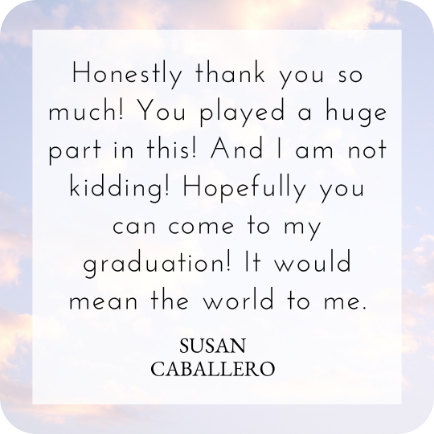 Honestly thank you so
much! You played a huge
part in this! And I am not
kidding! Hopefully you
can come to my
graduation! It would
mean the world to me.
SUSAN
CABALLERO